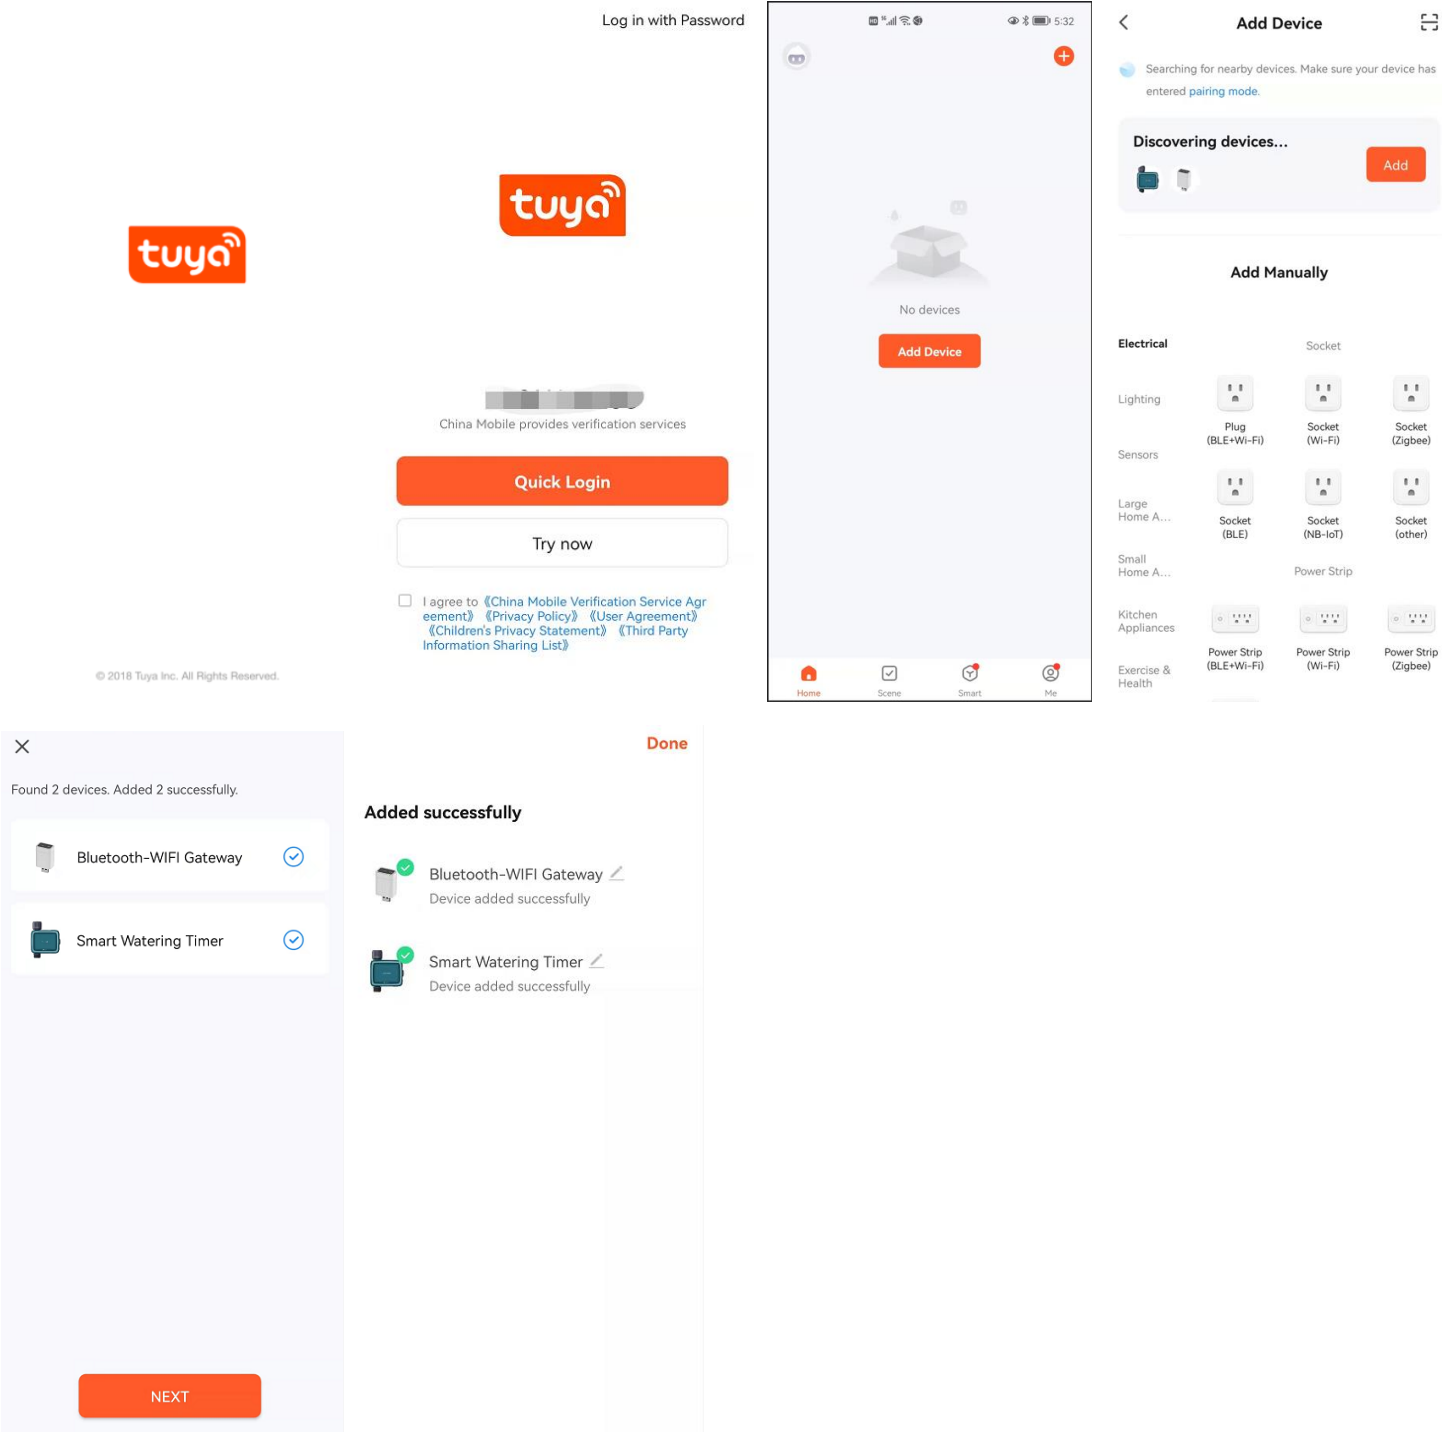 tuya
© 2018 Tuya Inc. All Rights Reserved.
Log in with Password
tuya
China Mobile provides verification services
Quick Login
Try now
I agree to 《China Mobile Verification Service Agr
eement》 《Privacy Policy》 《User Agreement》
《Children's Privacy Statement》 《Third Party
Information Sharing List》
5:32
No devices
Add Device
Home
Scene
Smart
Me
Add Device
Searching for nearby devices. Make sure your device has
entered pairing mode.
Discovering devices...
Add
Add Manually
Electrical
Lighting
Sensors
Large
Home A...
Small
Home A...
Kitchen
Appliances
Exercise &
Health
Socket
Plug
(BLE+Wi-Fi)
Socket
(Wi-Fi)
Socket
(Zigbee)
Socket
(BLE)
Socket
(NB-IoT)
Socket
(other)
Power Strip
Power Strip
(BLE+Wi-Fi)
Power Strip
(Wi-Fi)
Power Strip
(Zigbee)
Found 2 devices. Added 2 successfully.
Bluetooth-WIFI Gateway
Smart Watering Timer
NEXT
Done
Added successfully
Bluetooth-WIFI Gateway
Device added successfully
Smart Watering Timer
Device added successfully